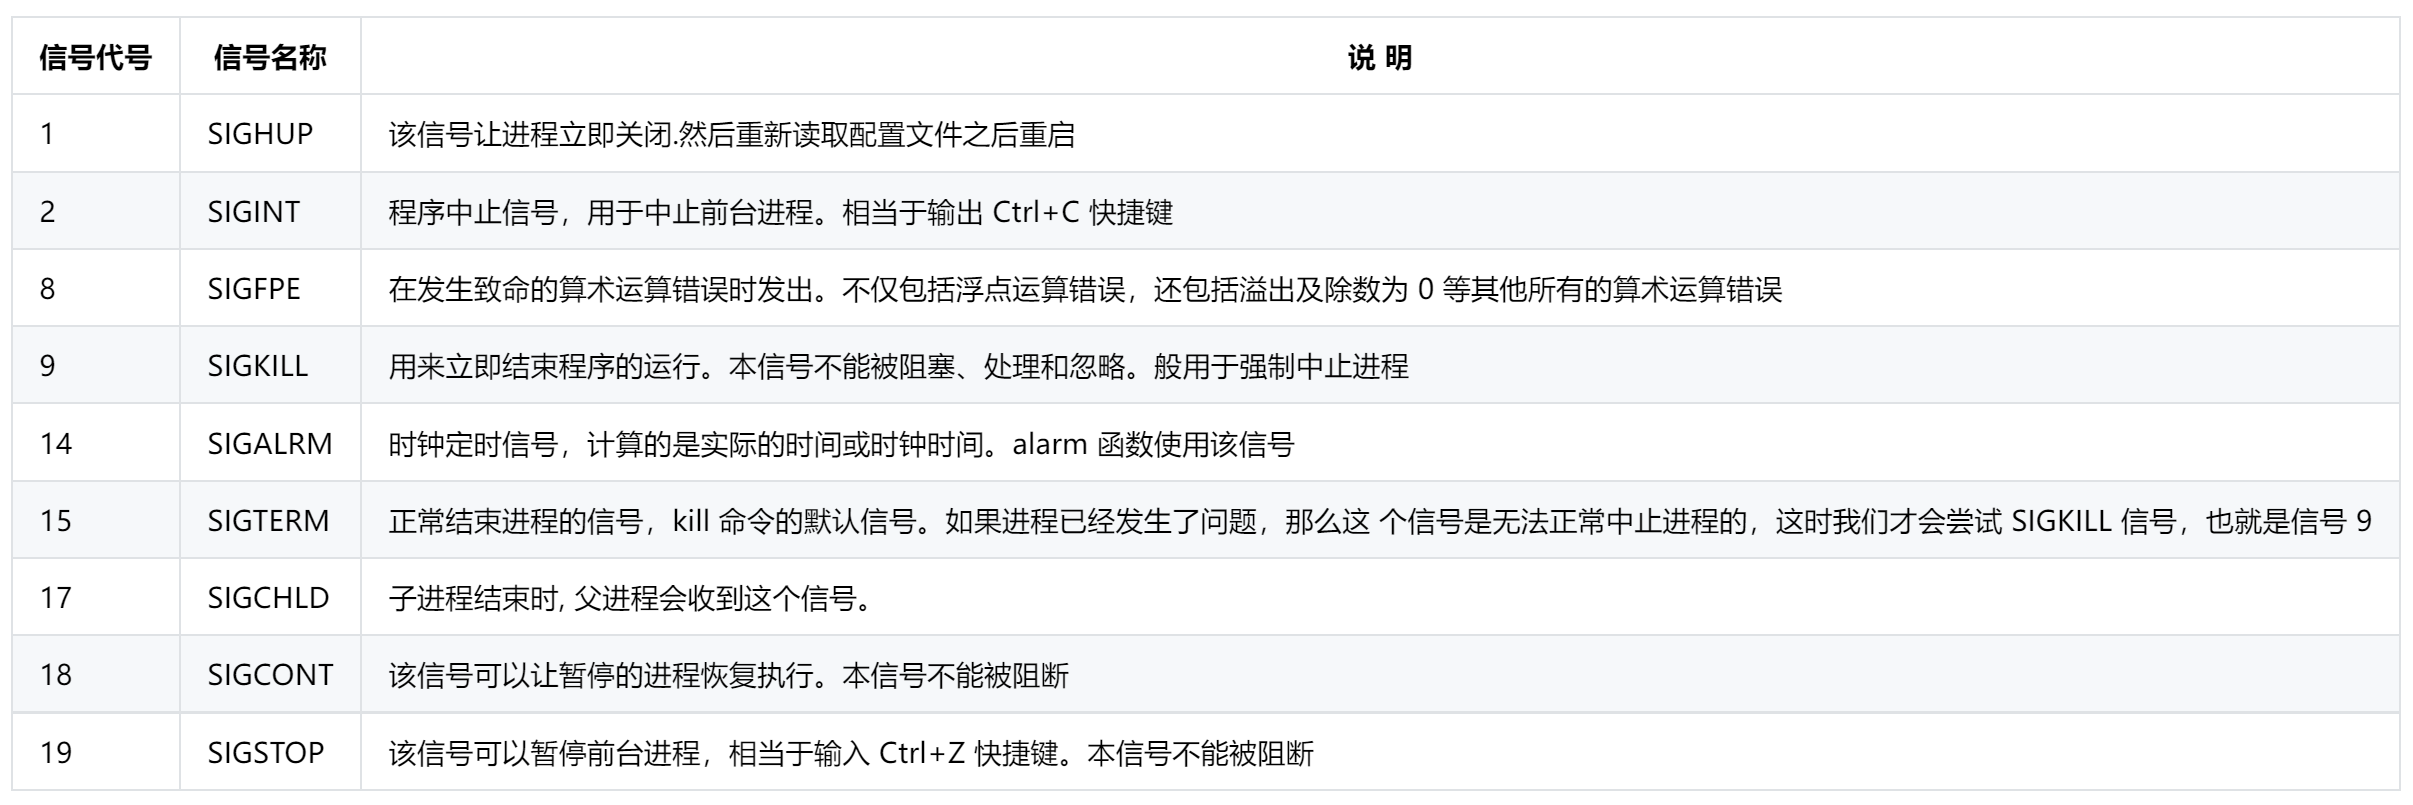 信号代号 信号名称 说 明
1 SIGHUP 该信号让进程立即关闭.然后重新读取配置文件之后重启
2 SIGINT 程序中止信号，用于中止前台进程。相当于输出 Ctrl+C 快捷键
8 SIGFPE 在发生致命的算术运算错误时发出。不仅包括浮点运算错误，还包括溢出及除数为 0 等其他所有的算术运算错误
9 SIGKILL 用来立即结束程序的运行。本信号不能被阻塞、处理和忽略。般用于强制中止进程
14 SIGALRM 时钟定时信号，计算的是实际的时间或时钟时间。alarm 函数使用该信号
15 SIGTERM 正常结束进程的信号，kill 命令的默认信号。如果进程已经发生了问题，那么这 个信号是无法正常中止进程的，这时我们才会尝试 SIGKILL 信号，也就是信号 9
17 SIGCHLD 子进程结束时, 父进程会收到这个信号。
18 SIGCONT 该信号可以让暂停的进程恢复执行。本信号不能被阻断
19 SIGSTOP 该信号可以暂停前台进程，相当于输入 Ctrl+Z 快捷键。本信号不能被阻断